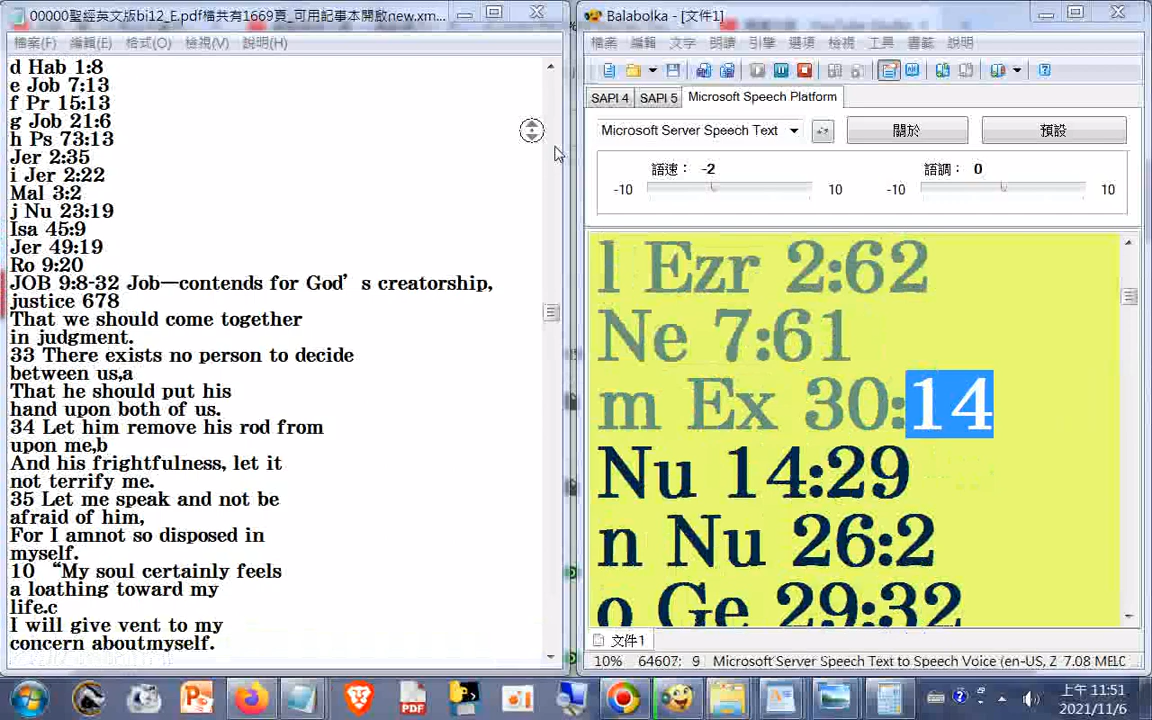 00000聖經英文版bi12_E.pdf檔共有1669頁_可用記事本開啟new.xm...
檔案(F) 編輯(E) 格式(O) 檢視(V) 說明(H)
d Hab 1:8
e Job 7:13
f Pr 15:13
g Job 21:6
h Ps 73:13
Jer 2:35
i Jer 2:22
Mal 3:2
j Nu 23:19
Isa 45:9
Jer 49:19
Ro 9:20
JOB 9:8-32 Job—contends for God’s creatorship,
justice 678
That we should come together
in judgment.
33 There exists no person to decide
between us,a
That he should put his
hand upon both of us.
34 Let him remove his rod from
upon me,b
And his frightfulness, let it
not terrify me.
35 Let me speak and not be
afraid of him,
For I amnot so disposed in
myself.
10 “My soul certainly feels
a loathing toward my
life.c
I will give vent to my
concern aboutmyself.
Balabolka - [文件1]
檔案 編輯 文字 朗讀 引擎 選項 檢視 工具 書籤 說明
SAPI 4 SAPI 5 Microsoft Speech Platform
Microsoft Server Speech Text 關於 預設
語速： -2 語調： 0
-10 10 -10 10
l Ezr 2:62
Ne 7:61
m Ex 30:14
Nu 14:29
n Nu 26:2
o Ge 29:32
文件1
10% 64607: 9 Microsoft Server Speech Text to Speech Voice (en-US, Z 7.08 MELC
PDF
上午 11:51
2021/11/6